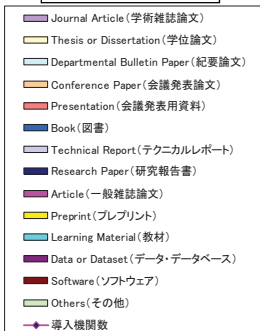 Journal Article(学術雑誌論文)
Thesis or Dissertation(学位論文)
Departmental Bulletin Paper(紀要論文)
Conference Paper(会議発表論文)
Presentation(会議発表用資料)
Book(図書)
Technical Report(テクニカルレポート)
Research Paper(研究報告書)
Article(一般雑誌論文)
Preprint(プレプリント)
Learning Material(教材)
Data or Dataset(データ・データベース)
Software(ソフトウェア)
Others(その他)
導入機関数